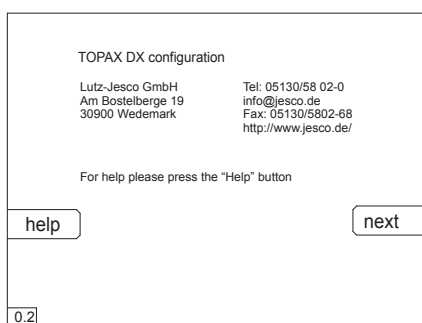 TOPAX DX configuration
Lutz-Jesco GmbH
Am Bostelberge 19
30900 Wedemark
Tel: 05130/58 02-0
info@jesco.de
Fax: 05130/5802-68
http://www.jesco.de/
For help please press the “Help” button
help
next
0.2